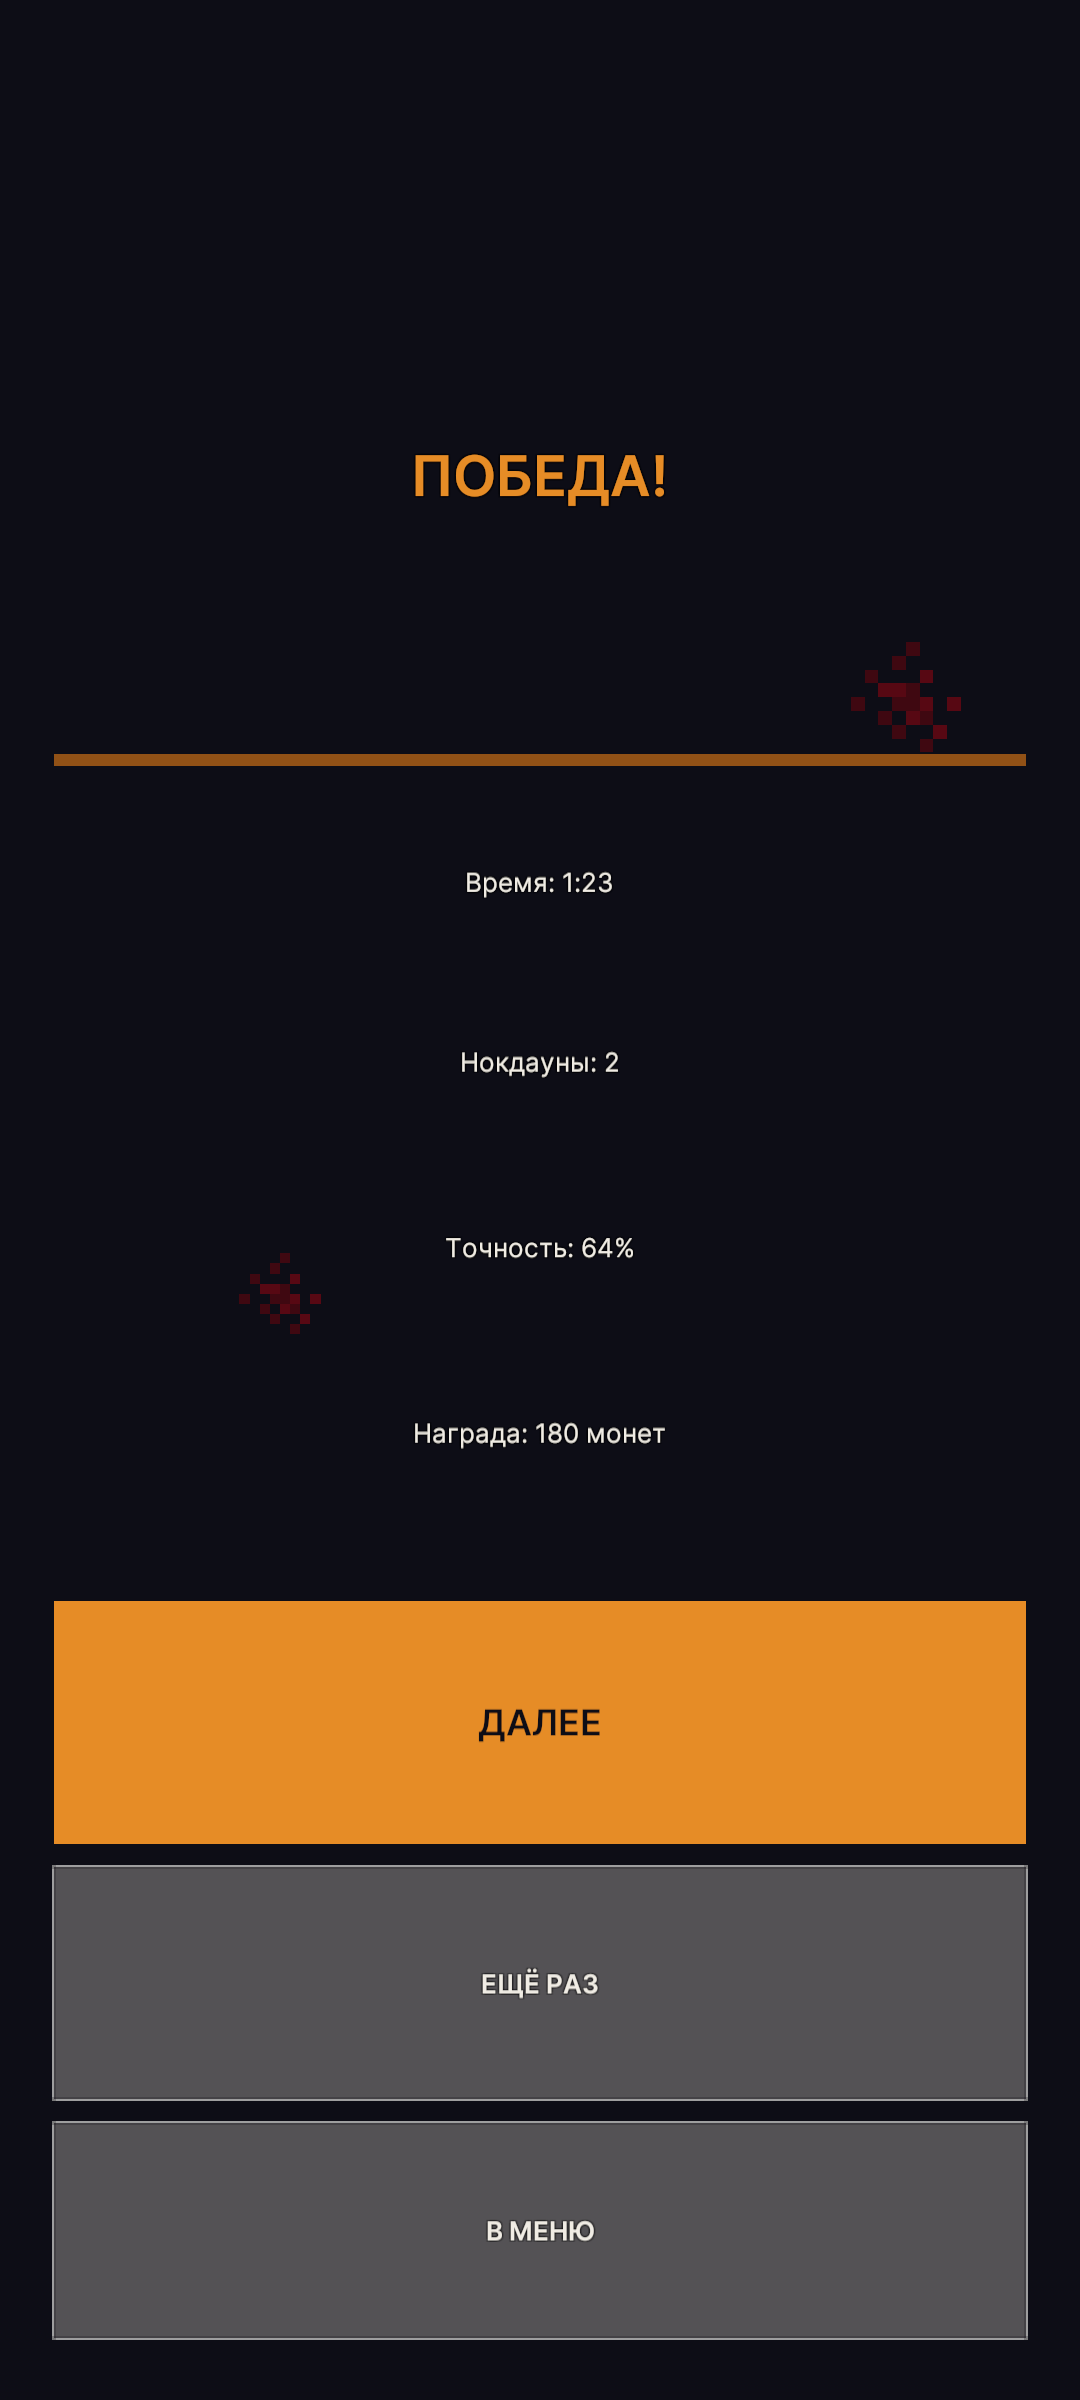 ПОБЕДА!
Время: 1:23
Нокдауны: 2
Точность: 64%
Награда: 180 монет
ДАЛЕЕ
ЕЩЁ РАЗ
В МЕНЮ